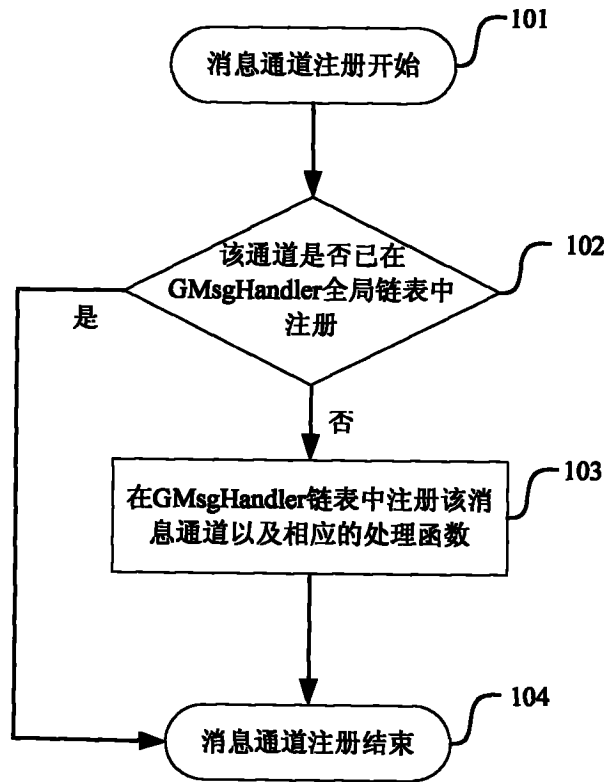 101
消息通道注册开始
102
该通道是否已在
GMsgHandler全局链表中
注册
是
否
103
在GMsgHandler链表中注册该消
息通道以及相应的处理函数
104
消息通道注册结束